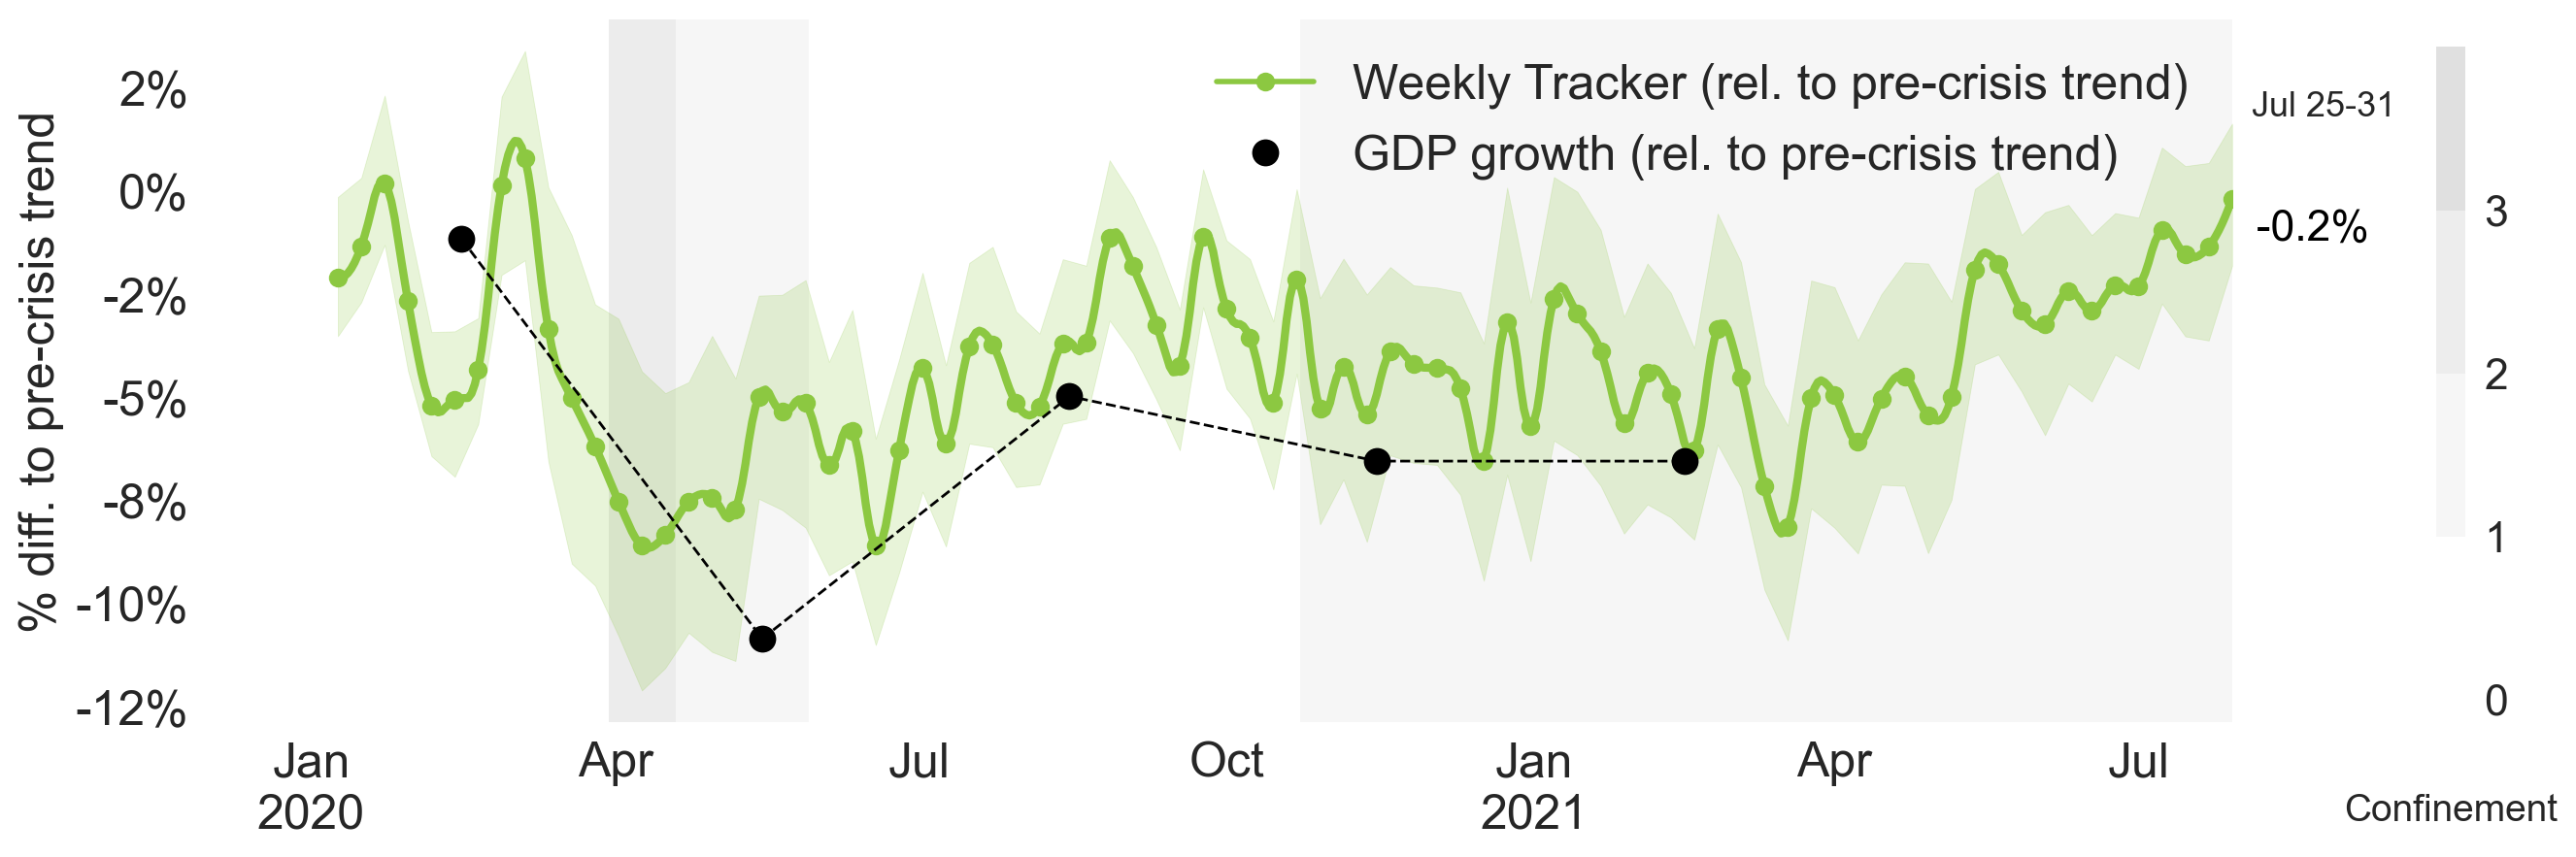 % diff. to pre-crisis trend
2%
0%
-2%
-5%
-8%
-10%
-12%
Weekly Tracker (rel. to pre-crisis trend)
GDP growth (rel. to pre-crisis trend)
Jul 25-31
-0.2%
3
2
1
0
Jan
2020
Apr
Jul
Oct
Jan
2021
Apr
Jul
Confinement